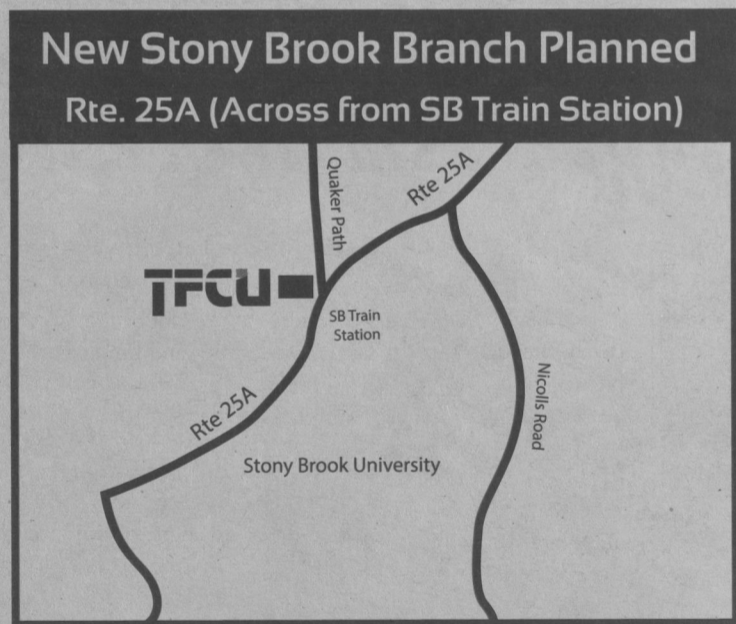 New Stony Brook Branch Planned
Rte. 25A (Across from SB Train Station)
Quaker Path
Rte 25A
TFCU
SB Train
Station
Nicolls Road
Rte 25A
Stony Brook University